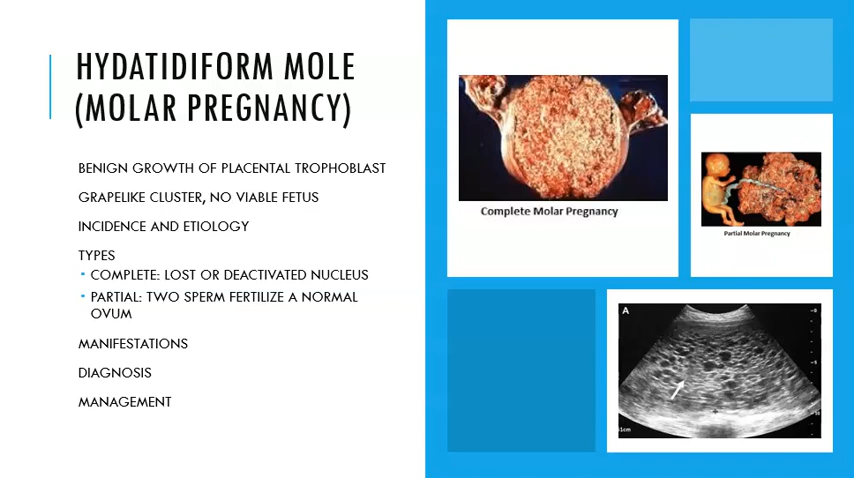 HYDATIDIFORM MOLE
(MOLAR PREGNANCY)
BENIGN GROWTH OF PLACENTAL TROPHOBLAST
GRAPELIKE CLUSTER, NO VIABLE FETUS
INCIDENCE AND ETIOLOGY
TYPES
COMPLETE: LOST OR DEACTIVATED NUCLEUS
PARTIAL: TWO SPERM FERTILIZE A NORMAL
OVUM
MANIFESTATIONS
DIAGNOSIS
MANAGEMENT
Complete Molar Pregnancy
Partial Molar Pregnancy
A